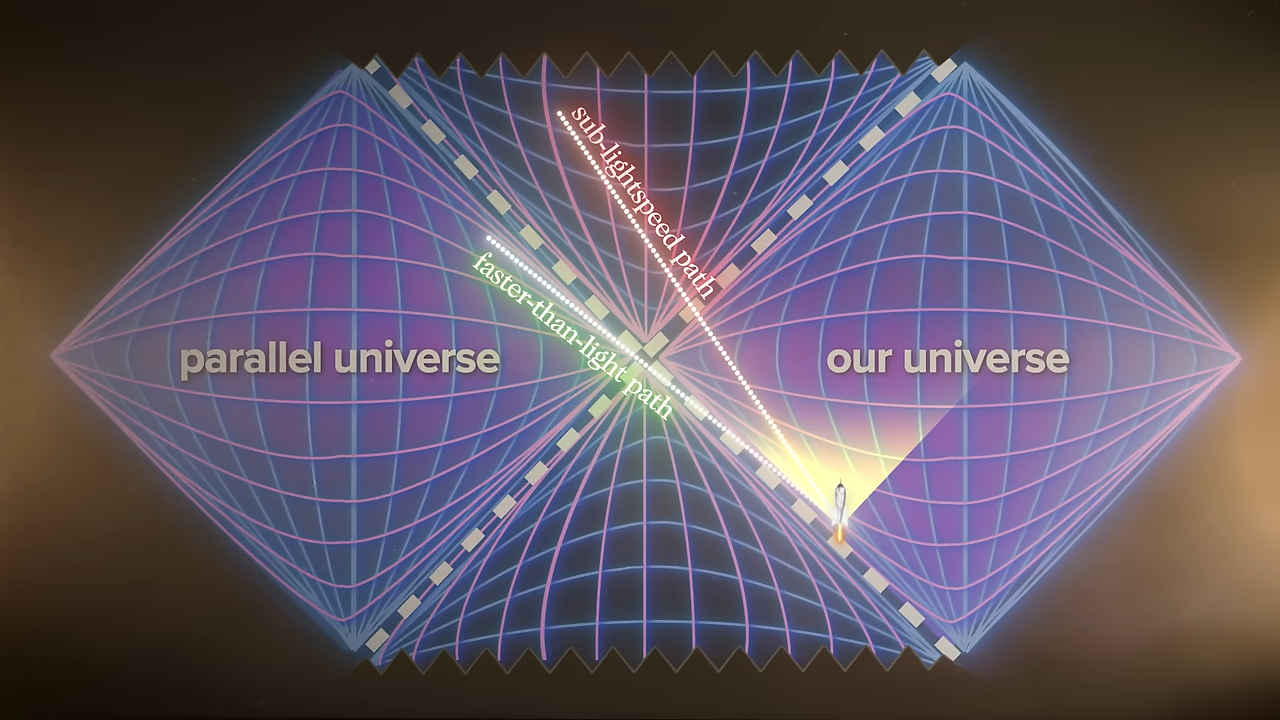 sub-lightspeed path
faster-than-light path
parallel universe
our universe